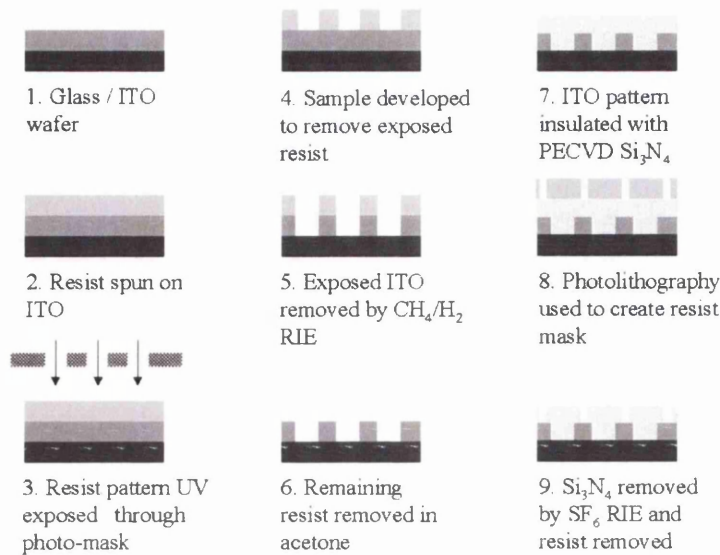 1. Glass / ITO
wafer
2. Resist spun on
ITO
3. Resist pattern UV
exposed through
photo-mask
4. Sample developed
to remove exposed
resist
5. Exposed ITO
removed by CH₄/H₂
RIE
6. Remaining
resist removed in
acetone
7. ITO pattern
insulated with
PECVD Si₃N₄
8. Photolithography
used to create resist
mask
9. Si₃N₄ removed
by SF₆ RIE and
resist removed